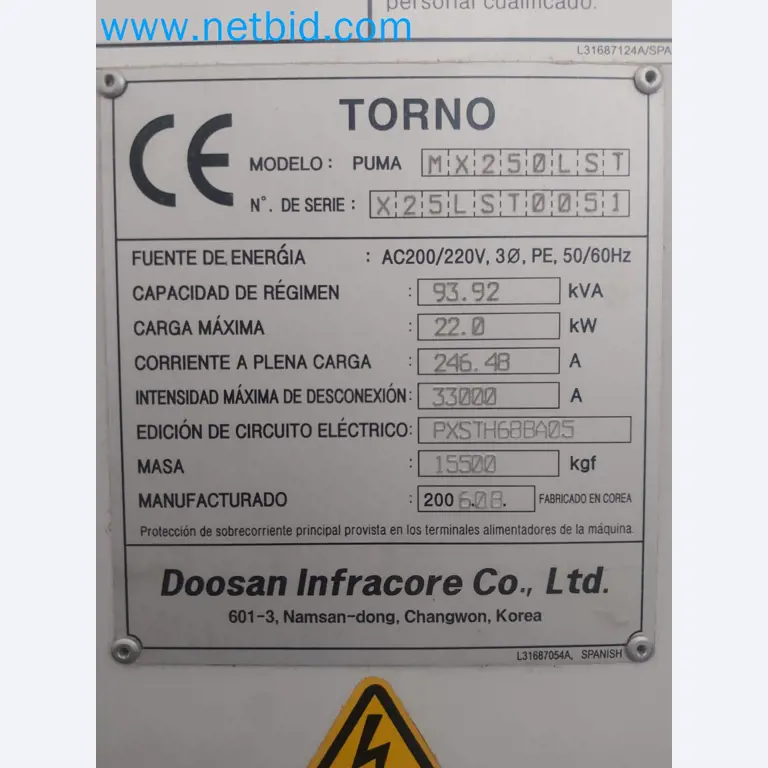 www.netbid.com
personal cualificado.
L31687124A/SPA
CE
TORNO
MODELO: PUMA MX250LST
N°. DE SERIE: X25LST0051
FUENTE DE ENERǴIA : AC200/220V, 3Ø, PE, 50/60Hz
CAPACIDAD DE RÉGIMEN : 93.92 kVA
CARGA MÁXIMA : 22.0 kW
CORRIENTE A PLENA CARGA : 246.48 A
INTENSIDAD MÁXIMA DE DESCONEXIÓN: 33000 A
EDICIÓN DE CIRCUITO ELÉCTRICO: PXSTH68BA05
MASA : 15500 kgf
MANUFACTURADO : 2006.08. FABRICADO EN COREA
Protección de sobrecorriente principal provista en los terminales alimentadores de la máquina.
Doosan Infracore Co., Ltd.
601-3, Namsan-dong, Changwon, Korea
L31687054A, SPANISH